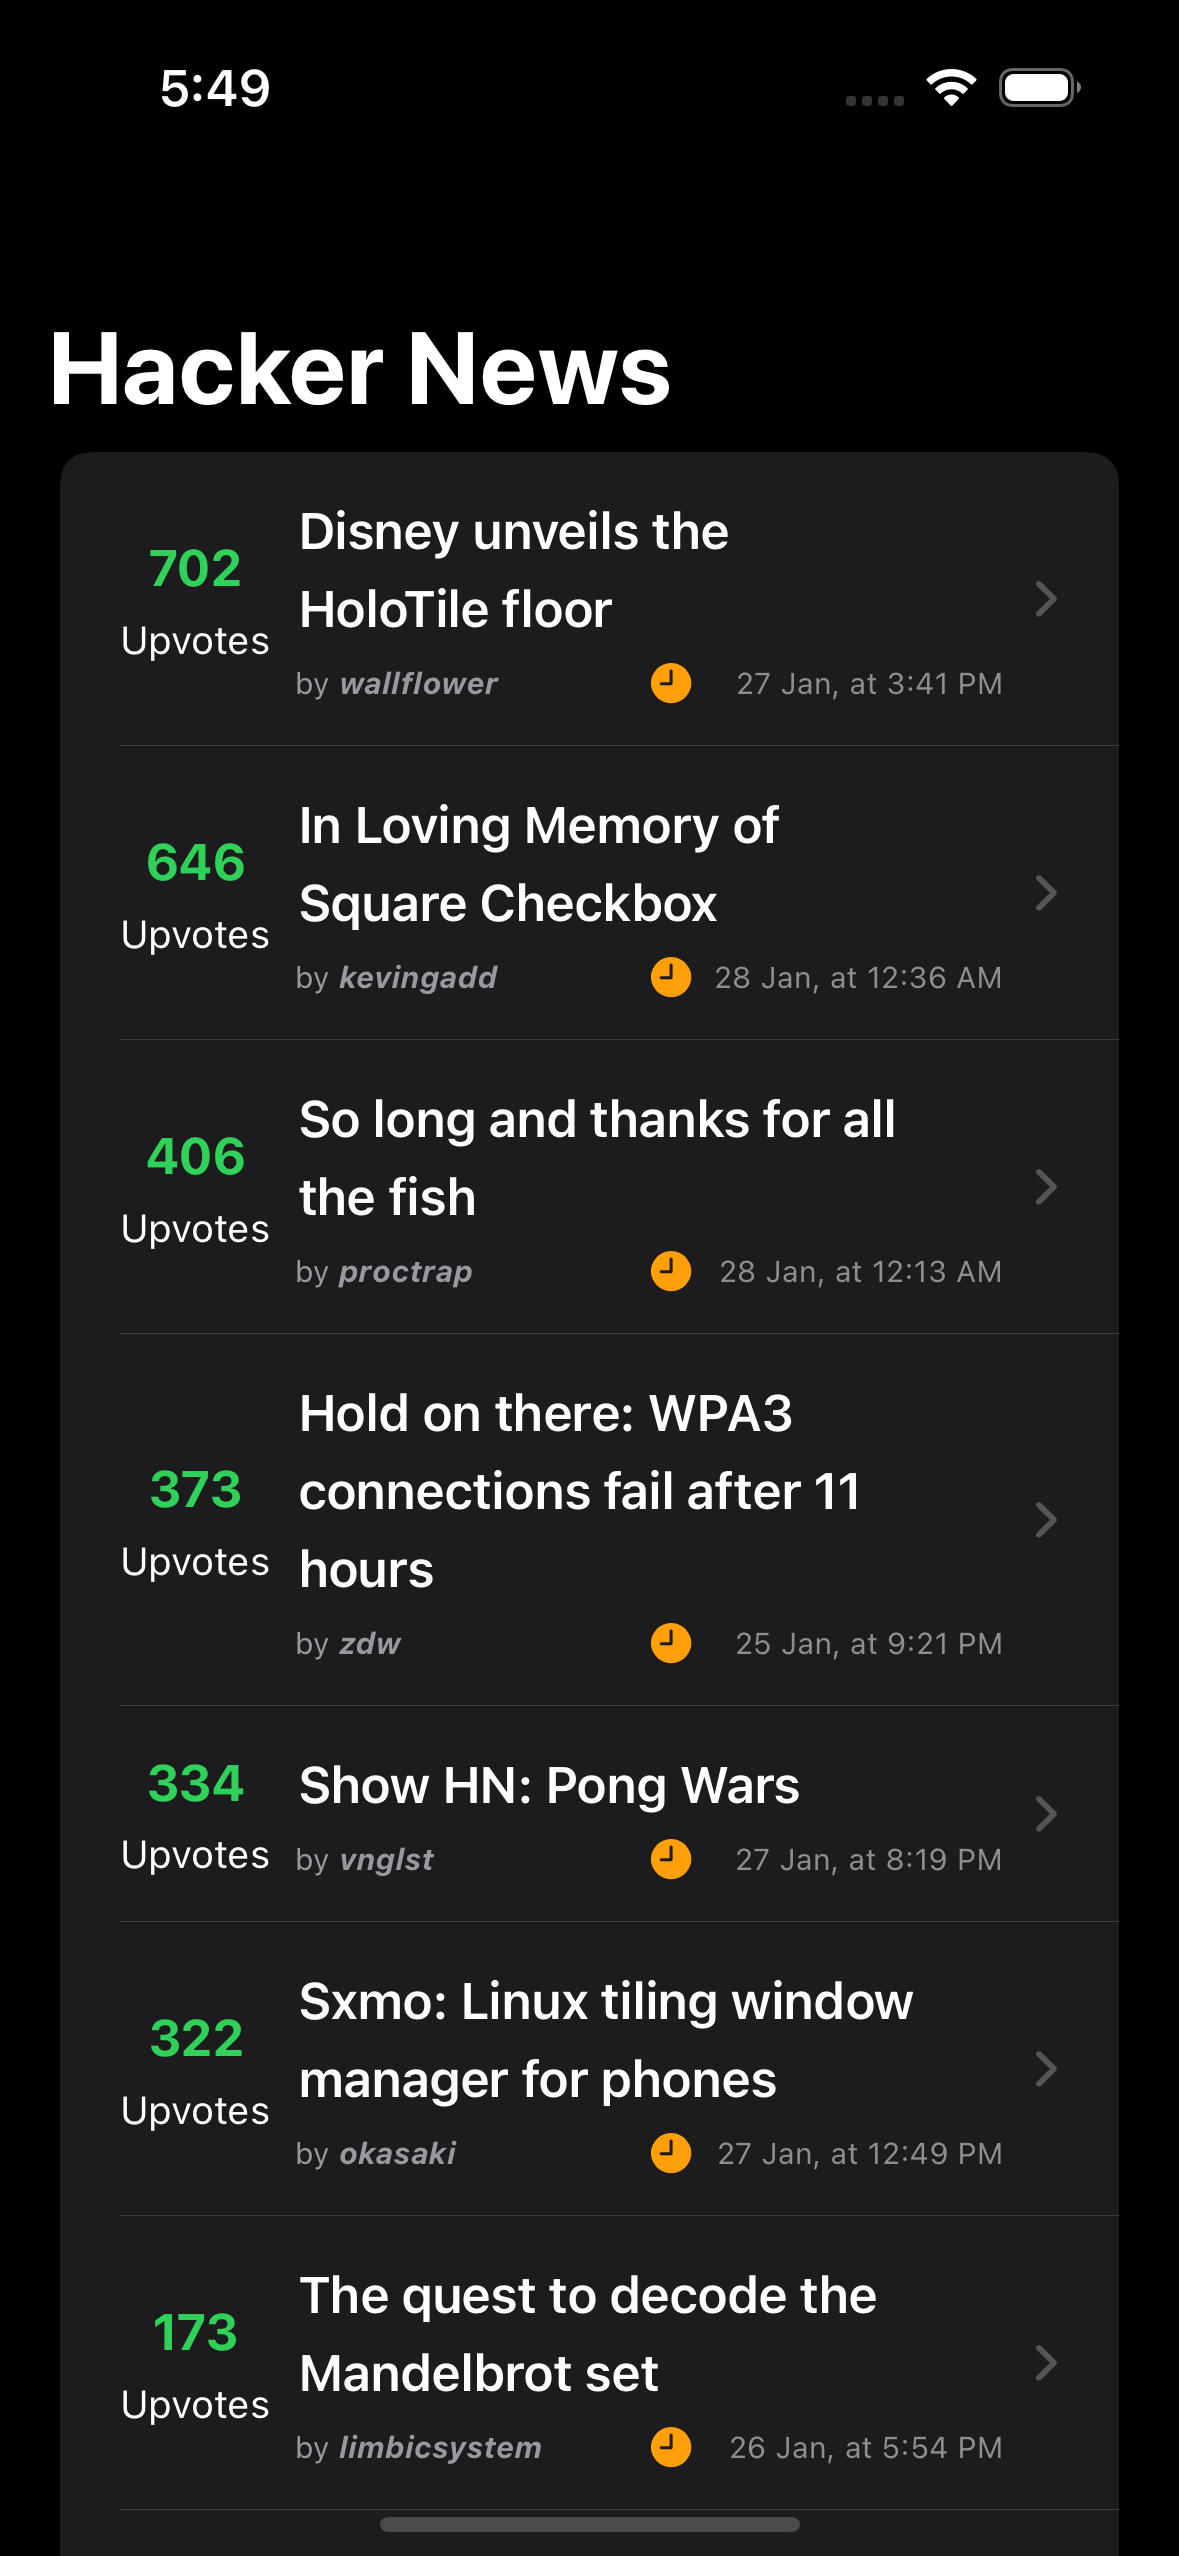 5:49
Hacker News
702
Upvotes
Disney unveils the
HoloTile floor
by wallflower
27 Jan, at 3:41 PM
646
Upvotes
In Loving Memory of
Square Checkbox
by kevingadd
28 Jan, at 12:36 AM
406
Upvotes
So long and thanks for all
the fish
by proctrap
28 Jan, at 12:13 AM
373
Upvotes
Hold on there: WPA3
connections fail after 11
hours
by zdw
25 Jan, at 9:21 PM
334
Upvotes
Show HN: Pong Wars
by vnglst
27 Jan, at 8:19 PM
322
Upvotes
Sxmo: Linux tiling window
manager for phones
by okasaki
27 Jan, at 12:49 PM
173
Upvotes
The quest to decode the
Mandelbrot set
by limbicsystem
26 Jan, at 5:54 PM